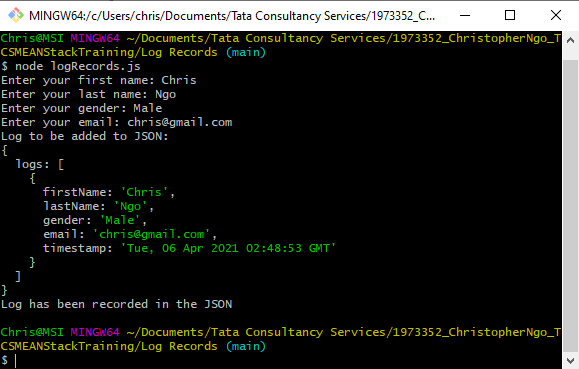 MINGW64:/c/Users/chris/Documents/Tata Consultancy Services/1973352_C...
Chris@MSI MINGW64 ~/Documents/Tata Consultancy Services/1973352_ChristopherNgo_T
CSMEANStackTraining/Log Records (main)
$ node logRecords.js
Enter your first name: Chris
Enter your last name: Ngo
Enter your gender: Male
Enter your email: chris@gmail.com
Log to be added to JSON:
{
  logs: [
    {
      firstName: 'Chris',
      lastName: 'Ngo',
      gender: 'Male',
      email: 'chris@gmail.com',
      timestamp: 'Tue, 06 Apr 2021 02:48:53 GMT'
    }
  ]
}
Log has been recorded in the JSON
Chris@MSI MINGW64 ~/Documents/Tata Consultancy Services/1973352_ChristopherNgo_T
CSMEANStackTraining/Log Records (main)
$